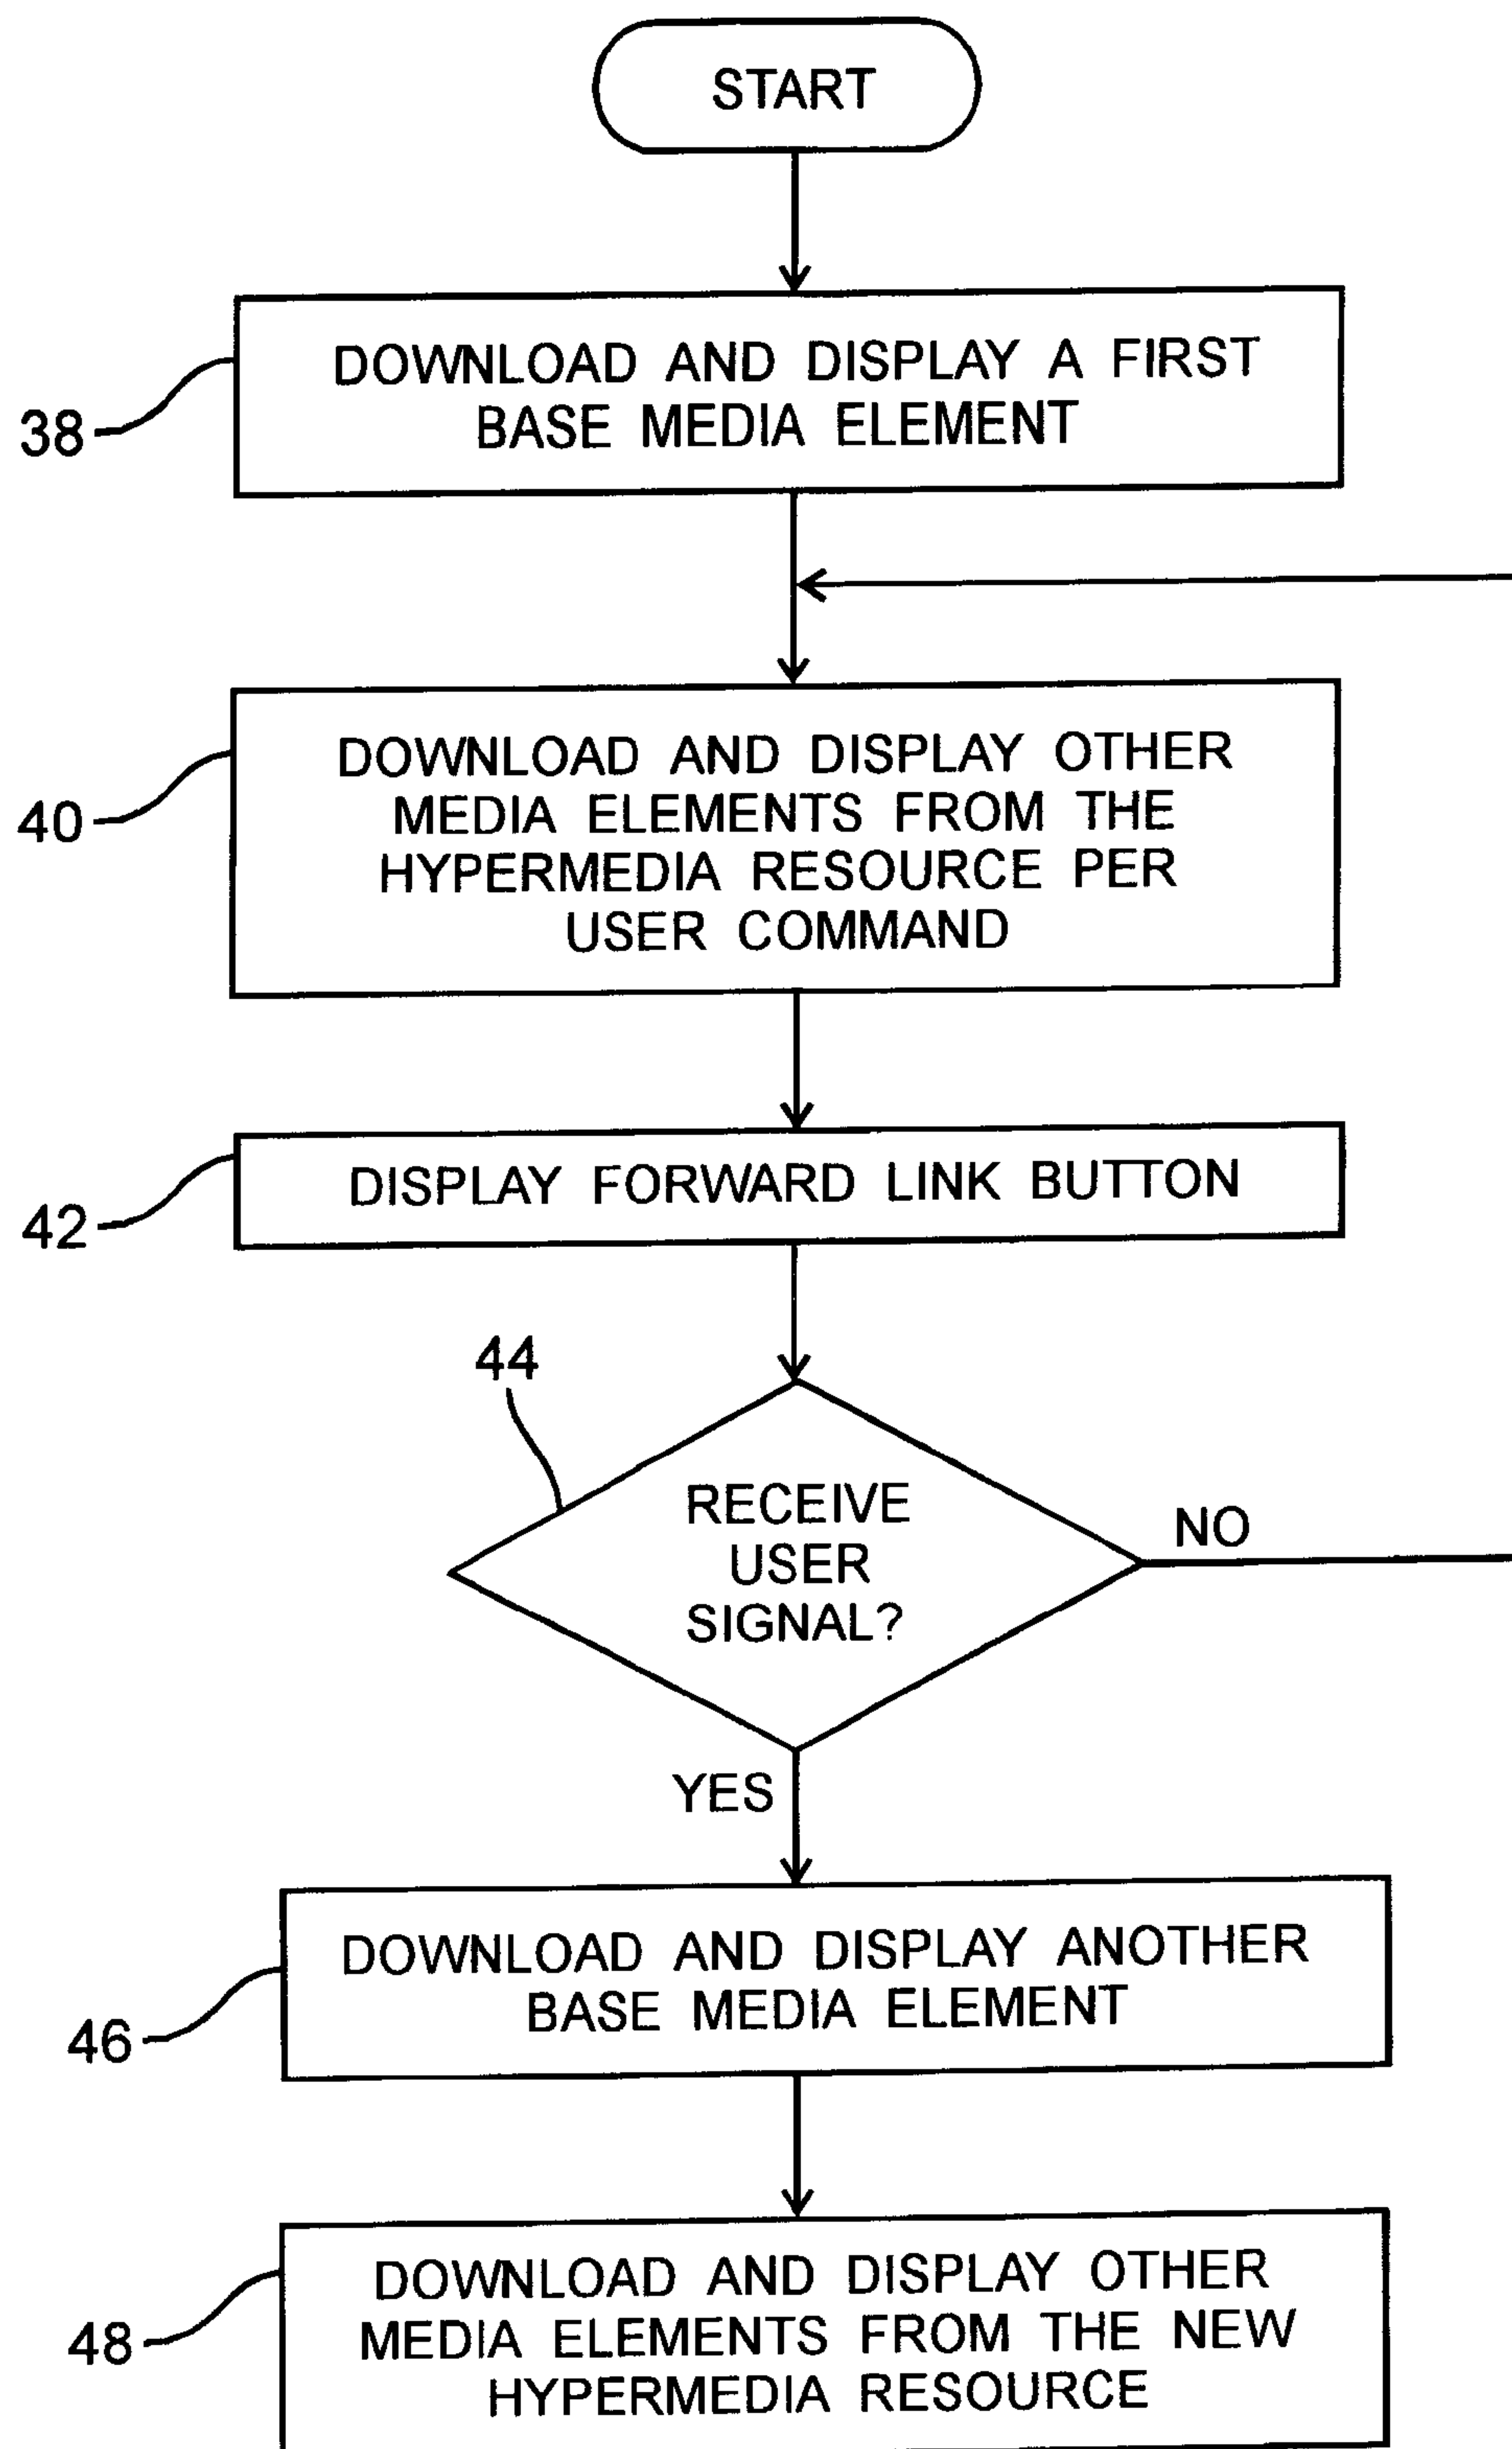 START
DOWNLOAD AND DISPLAY A FIRST
BASE MEDIA ELEMENT
38
DOWNLOAD AND DISPLAY OTHER
MEDIA ELEMENTS FROM THE
HYPERMEDIA RESOURCE PER
USER COMMAND
40
DISPLAY FORWARD LINK BUTTON
42
44
RECEIVE
USER
SIGNAL?
NO
YES
DOWNLOAD AND DISPLAY ANOTHER
BASE MEDIA ELEMENT
46
DOWNLOAD AND DISPLAY OTHER
MEDIA ELEMENTS FROM THE NEW
HYPERMEDIA RESOURCE
48